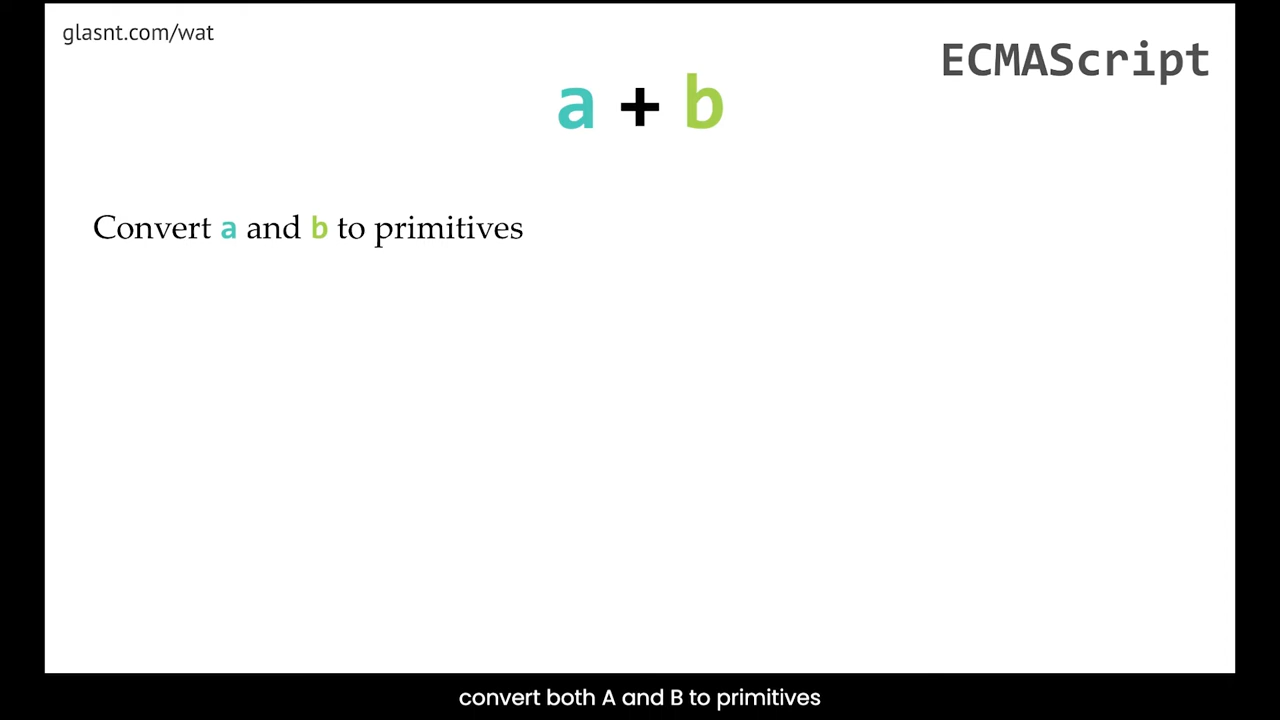 glasnt.com/wat
ECMAScript
a + b
Convert a and b to primitives
convert both A and B to primitives